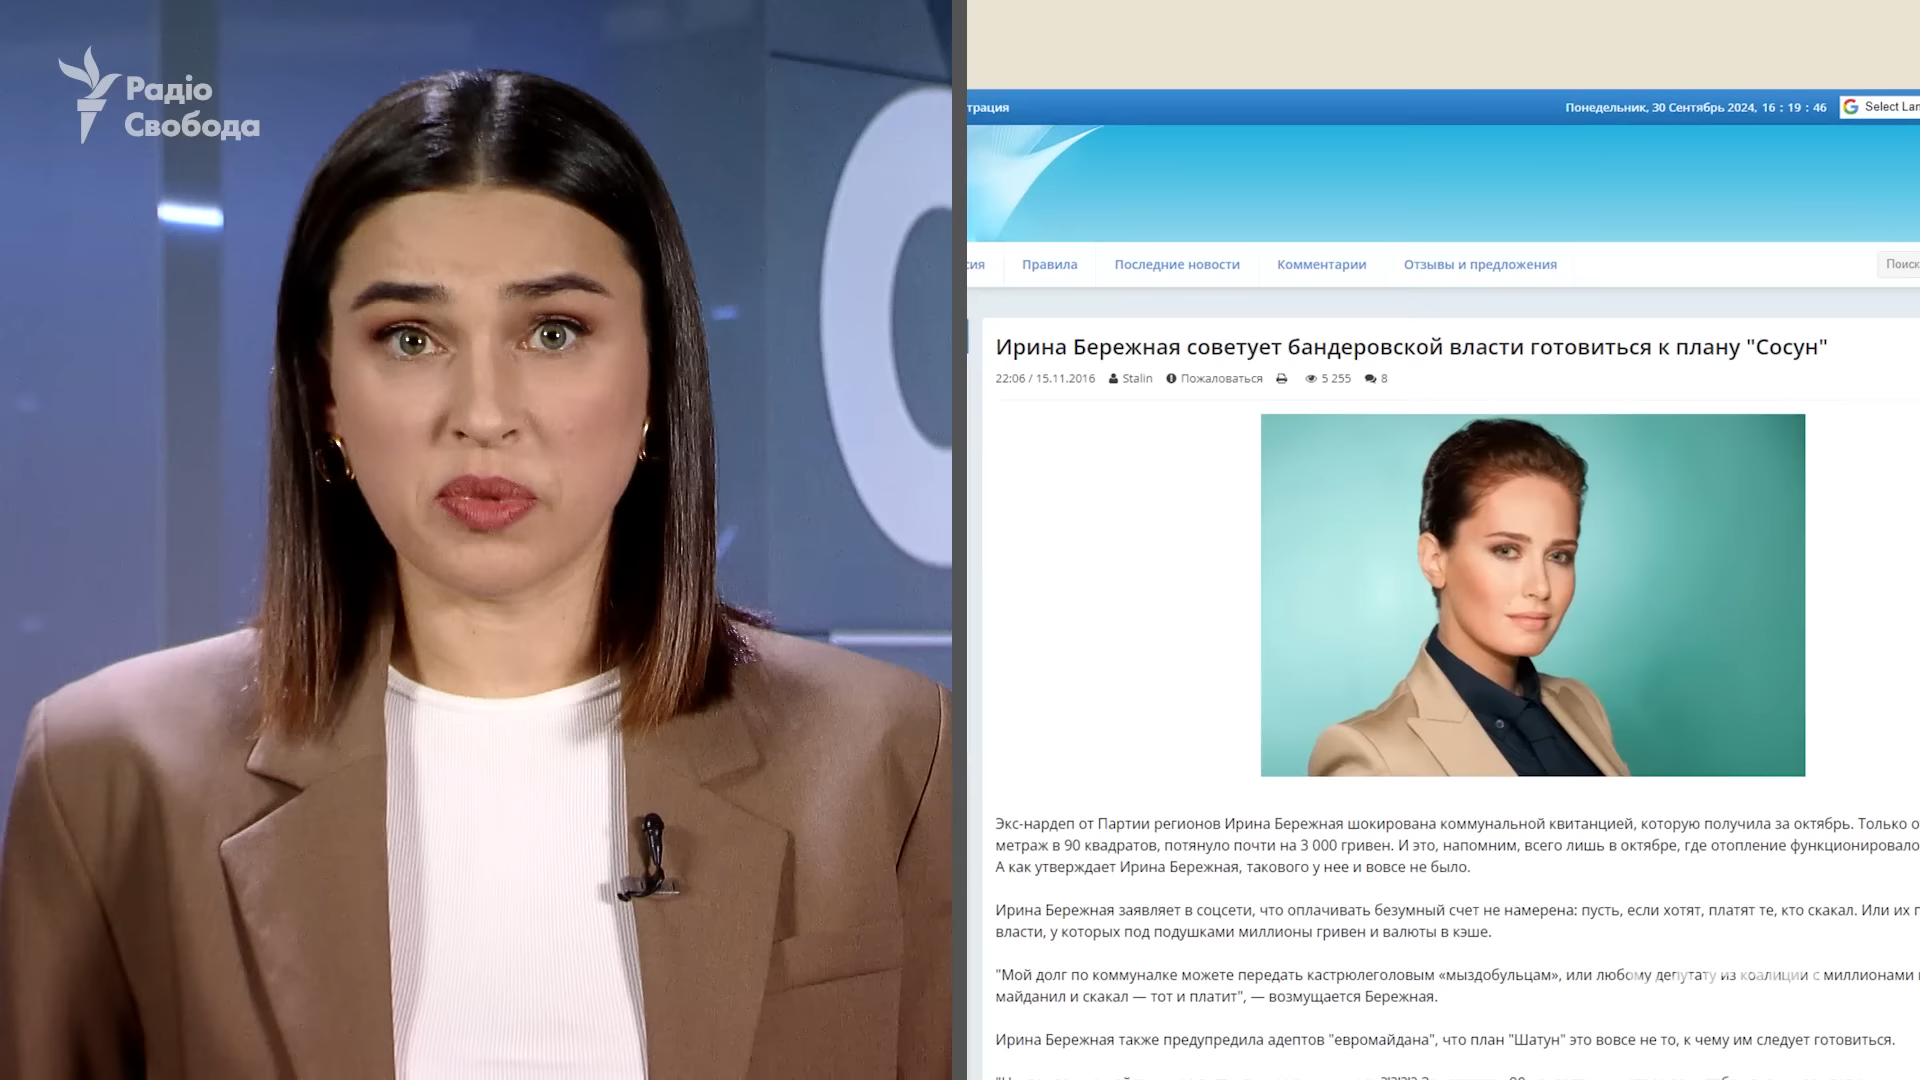 Радіо
Свобода
трация
Понедельник, 30 Сентябрь 2024, 16 : 19 : 46
Select Lan
сия
Правила
Последние новости
Комментарии
Отзывы и предложения
Поиск
Ирина Бережная советует бандеровской власти готовиться к плану "Сосун"
22:06 / 15.11.2016 Stalin Пожаловаться 5 255 8
Экс-нардеп от Партии регионов Ирина Бережная шокирована коммунальной квитанцией, которую получила за октябрь. Только о
метраж в 90 квадратов, потянуло почти на 3 000 гривен. И это, напомним, всего лишь в октябре, где отопление функционировало
А как утверждает Ирина Бережная, такового у нее и вовсе не было.
Ирина Бережная заявляет в соцсети, что оплачивать безумный счет не намерена: пусть, если хотят, платят те, кто скакал. Или их п
власти, у которых под подушками миллионы гривен и валюты в кэше.
"Мой долг по коммуналке можете передать кастрюлеголовым «мыздобульцам», или любому депутату из коалиции с миллионами
майданил и скакал — тот и платит", — возмущается Бережная.
Ирина Бережная также предупредила адептов "евромайдана", что план "Шатун" это вовсе не то, к чему им следует готовиться.